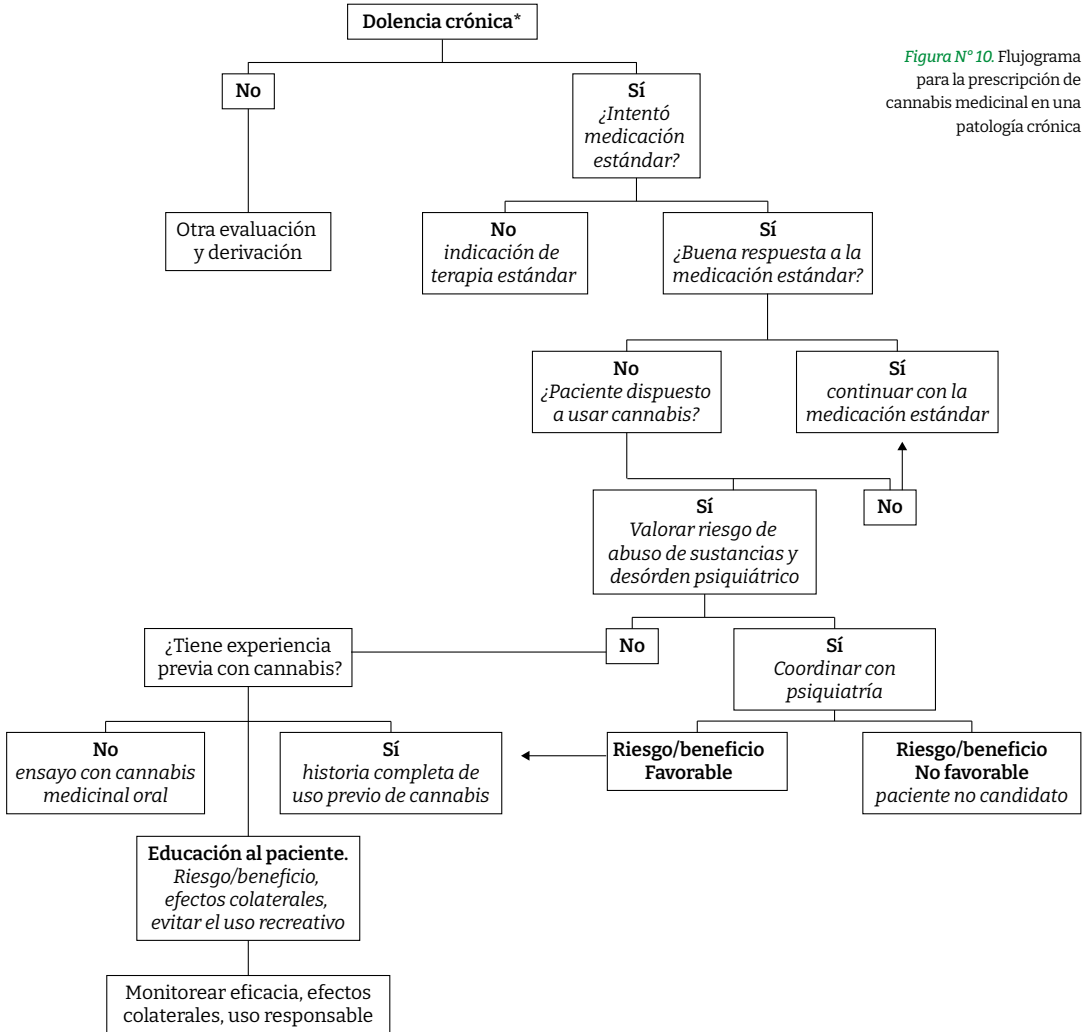 Dolencia crónica*
Figura N° 10. Flujograma
para la prescripción de
cannabis medicinal en una
patología crónica
No
Sí
¿Intentó
medicación
estándar?
Otra evaluación
y derivación
No
indicación de
terapia estándar
Sí
¿Buena respuesta a la
medicación estándar?
No
¿Paciente dispuesto
a usar cannabis?
Sí
continuar con la
medicación estándar
Sí
Valorar riesgo de
abuso de sustancias y
desórden psiquiátrico
No
¿Tiene experiencia
previa con cannabis?
No
Sí
Coordinar con
psiquiatría
No
ensayo con cannabis
medicinal oral
Sí
historia completa de
uso previo de cannabis
Riesgo/beneficio
Favorable
Riesgo/beneficio
No favorable
paciente no candidato
Educación al paciente.
Riesgo/beneficio,
efectos colaterales,
evitar el uso recreativo
Monitorear eficacia, efectos
colaterales, uso responsable